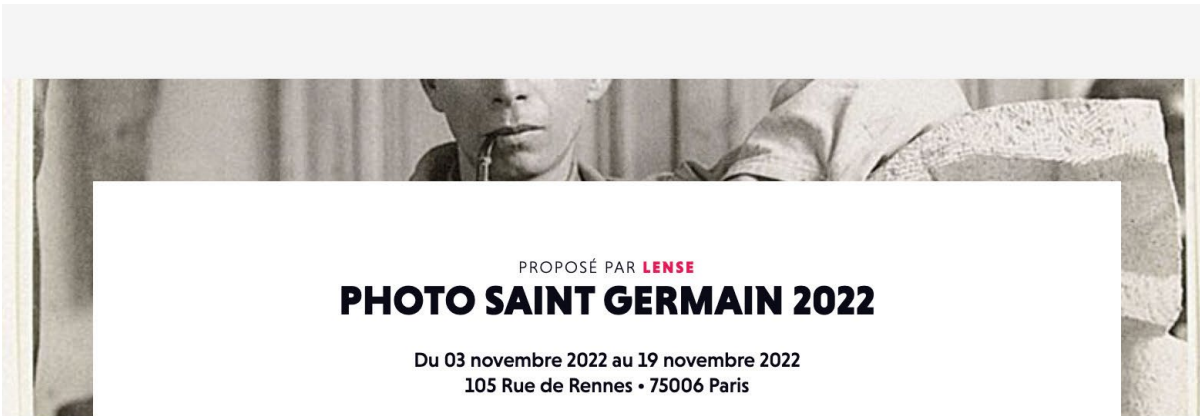 PROPOSÉ PAR LENSE
PHOTO SAINT GERMAIN 2022
Du 03 novembre 2022 au 19 novembre 2022
105 Rue de Rennes • 75006 Paris